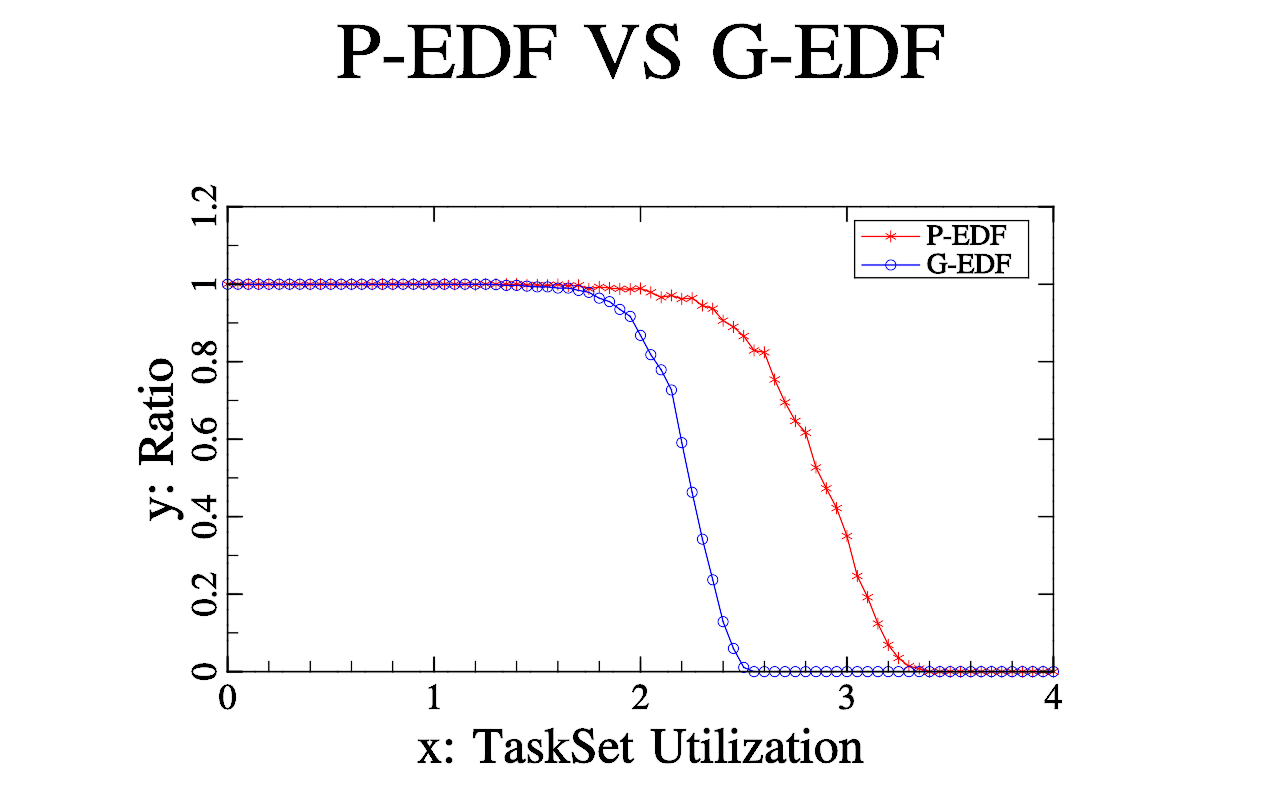 P-EDF VS G-EDF
1.2
1
0.8
0.6
0.4
0.2
0
y: Ratio
P-EDF
G-EDF
0 1 2 3 4
x: TaskSet Utilization